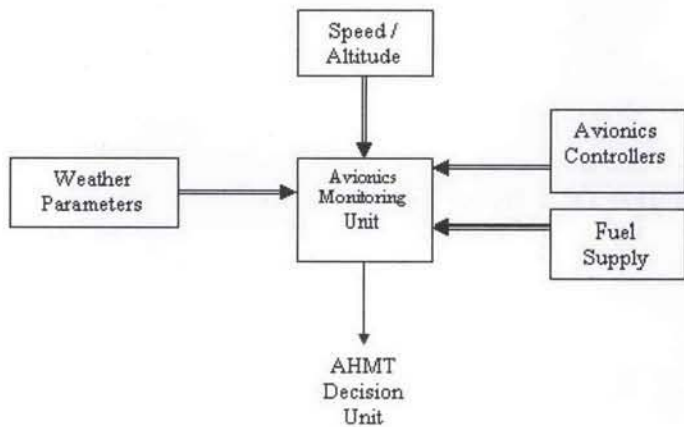 Speed /
Altitude
Avionics
Controllers
Weather
Parameters
Avionics
Monitoring
Unit
Fuel
Supply
AHMT
Decision
Unit